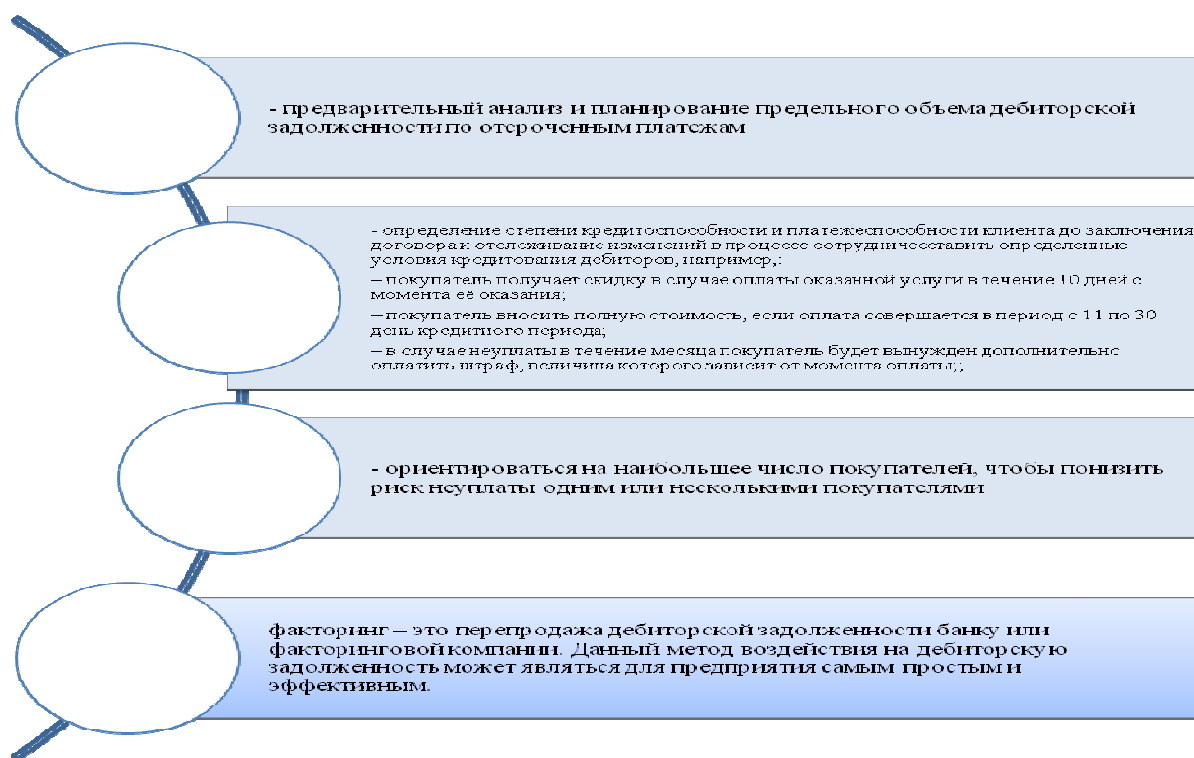 - предварительный анализ и планирование предельного объема дебиторской
задолженности по отсроченным платежам
- определение степени кредитоспособности и платежеспособности клиента до заключения
договора и отслеживание изменений в процессе определенные
условия кредитования дебиторов, например,:
– покупатель получает скидку в случае оплаты оказанной услуги в течение 10 дней с
момента её оказания;
– покупатель вносить полную стоимость, если оплата совершается в период с 11 по 30
день кредитного периода;
– в случае неуплаты в течение месяца покупатель будет вынужден дополнительно
оплатить штраф, величина которого зависит от момента оплаты;;
- ориентироваться на наибольшее число покупателей, чтобы понизить
риск неуплаты одним или несколькими покупателями
факторинг – это перепродажа дебиторской задолженности банку или
факторинговой компании. Данный метод воздействия на дебиторскую
задолженность может являться для предприятия самым простым и
эффективным.